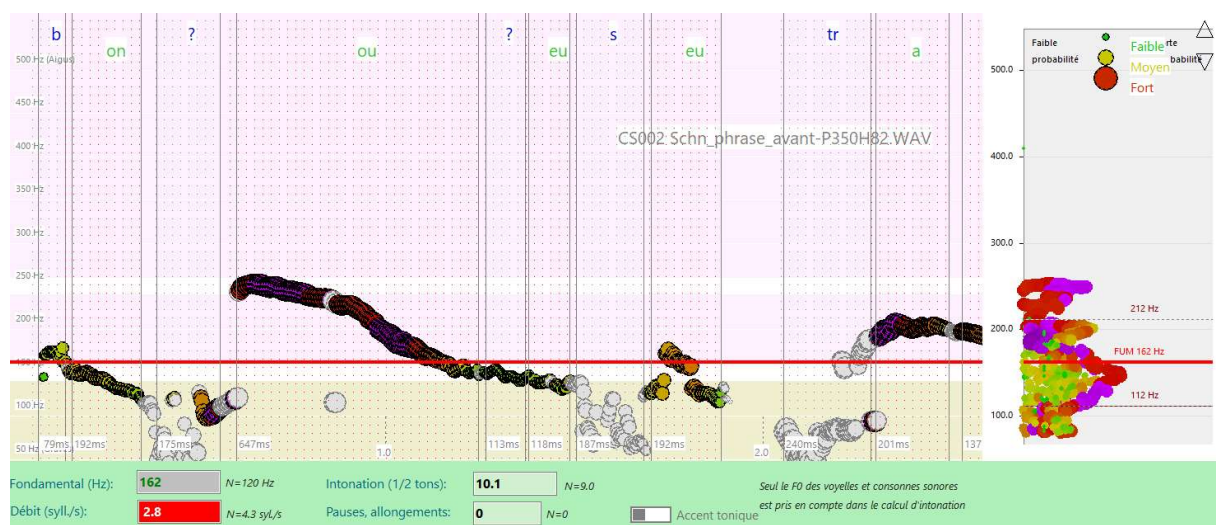 b ? ? s tr
on ou eu eu a
500 Hz (Aigus)
450 Hz
400 Hz
350 Hz
300 Hz
250 Hz
200 Hz
150 Hz
100 Hz
50 Hz
CS002 Schn_phrase_avant-P350H82.WAV
79ms 192ms 175ms 647ms 1.0 113ms 118ms 187ms 192ms 2.0 240ms 201ms 137
Faible probabilité
Faible
Moyen
Fort
500.0
400.0
300.0
212 Hz
200.0
FUM 162 Hz
112 Hz
100.0
Fondamental (Hz): 162 N=120 Hz Intonation (1/2 tons): 10.1 N=9.0 Seul le F0 des voyelles et consonnes sonores
Débit (syll./s): 2.8 N=4.3 syl/s Pauses, allongements: 0 N=0 Accent tonique est pris en compte dans le calcul d'intonation